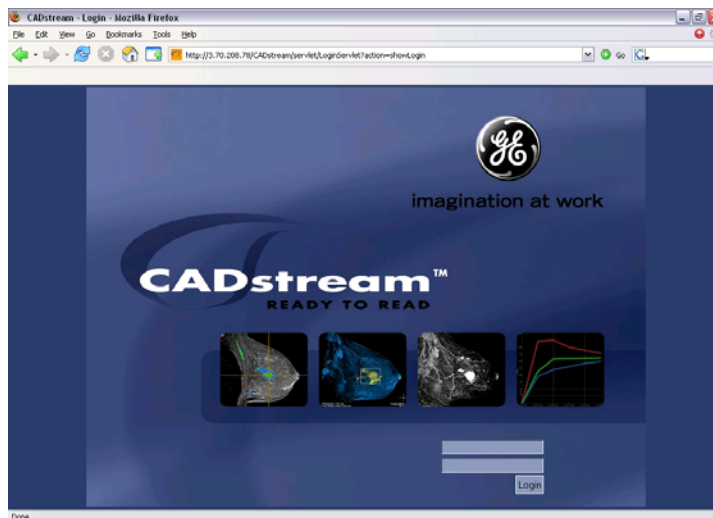 CADstream - Login - Mozilla Firefox
File Edit View Go Bookmarks Tools Help
http://3.70.208.78/CADstream/servlet/LoginServlet?action=showLogin
Go
GE
imagination at work
CADstream™
READY TO READ
Login
Done